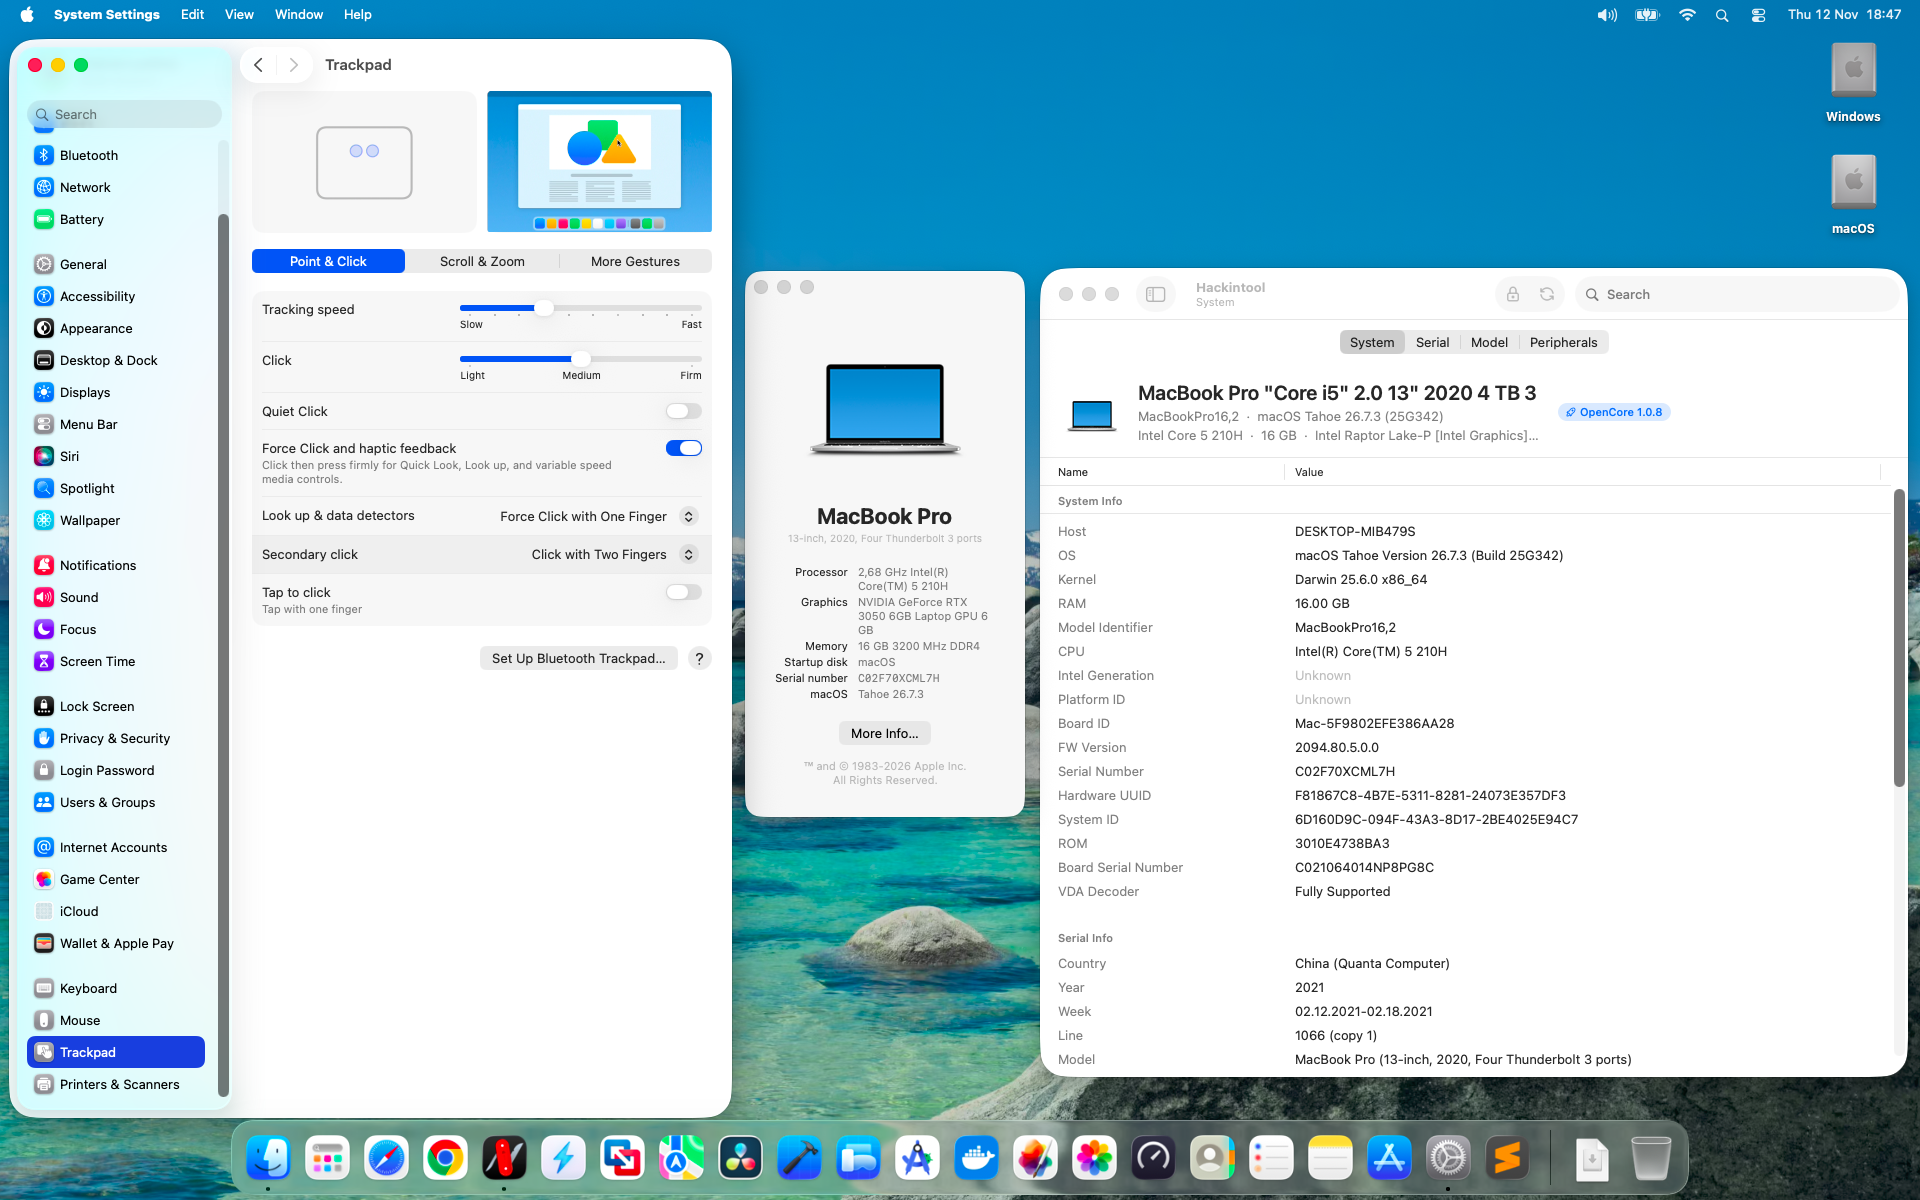 System Settings Edit View Window Help
Thu 12 Nov 18:47
Trackpad
Search
Bluetooth
Network
Battery
General
Accessibility
Appearance
Desktop & Dock
Displays
Menu Bar
Siri
Spotlight
Wallpaper
Notifications
Sound
Focus
Screen Time
Lock Screen
Privacy & Security
Login Password
Users & Groups
Internet Accounts
Game Center
iCloud
Wallet & Apple Pay
Keyboard
Mouse
Trackpad
Printers & Scanners
Point & Click Scroll & Zoom More Gestures
Tracking speed
Slow Fast
Click
Light Medium Firm
Quiet Click
Force Click and haptic feedback
Click then press firmly for Quick Look, Look up, and variable speed
media controls.
Look up & data detectors Force Click with One Finger
Secondary click Click with Two Fingers
Tap to click
Tap with one finger
Set Up Bluetooth Trackpad... ?
MacBook Pro
13-inch, 2020, Four Thunderbolt 3 ports
Processor 2,68 GHz Intel(R)
Core(TM) 5 210H
Graphics NVIDIA GeForce RTX
3050 6GB Laptop GPU 6
GB
Memory 16 GB 3200 MHz DDR4
Startup disk macOS
Serial number C02F70XCML7H
macOS Tahoe 26.7.3
More Info...
™ and © 1983-2026 Apple Inc.
All Rights Reserved.
Windows
macOS
Hackintool
System
Search
System Serial Model Peripherals
MacBook Pro "Core i5" 2.0 13" 2020 4 TB 3
MacBookPro16,2 · macOS Tahoe 26.7.3 (25G342)
Intel Core 5 210H · 16 GB · Intel Raptor Lake-P [Intel Graphics]...
OpenCore 1.0.8
Name Value
System Info
Host DESKTOP-MIB479S
OS macOS Tahoe Version 26.7.3 (Build 25G342)
Kernel Darwin 25.6.0 x86_64
RAM 16.00 GB
Model Identifier MacBookPro16,2
CPU Intel(R) Core(TM) 5 210H
Intel Generation Unknown
Platform ID Unknown
Board ID Mac-5F9802EFE386AA28
FW Version 2094.80.5.0.0
Serial Number C02F70XCML7H
Hardware UUID F81867C8-4B7E-5311-8281-24073E357DF3
System ID 6D160D9C-094F-43A3-8D17-2BE4025E94C7
ROM 3010E4738BA3
Board Serial Number C021064014NP8PG8C
VDA Decoder Fully Supported
Serial Info
Country China (Quanta Computer)
Year 2021
Week 02.12.2021-02.18.2021
Line 1066 (copy 1)
Model MacBook Pro (13-inch, 2020, Four Thunderbolt 3 ports)